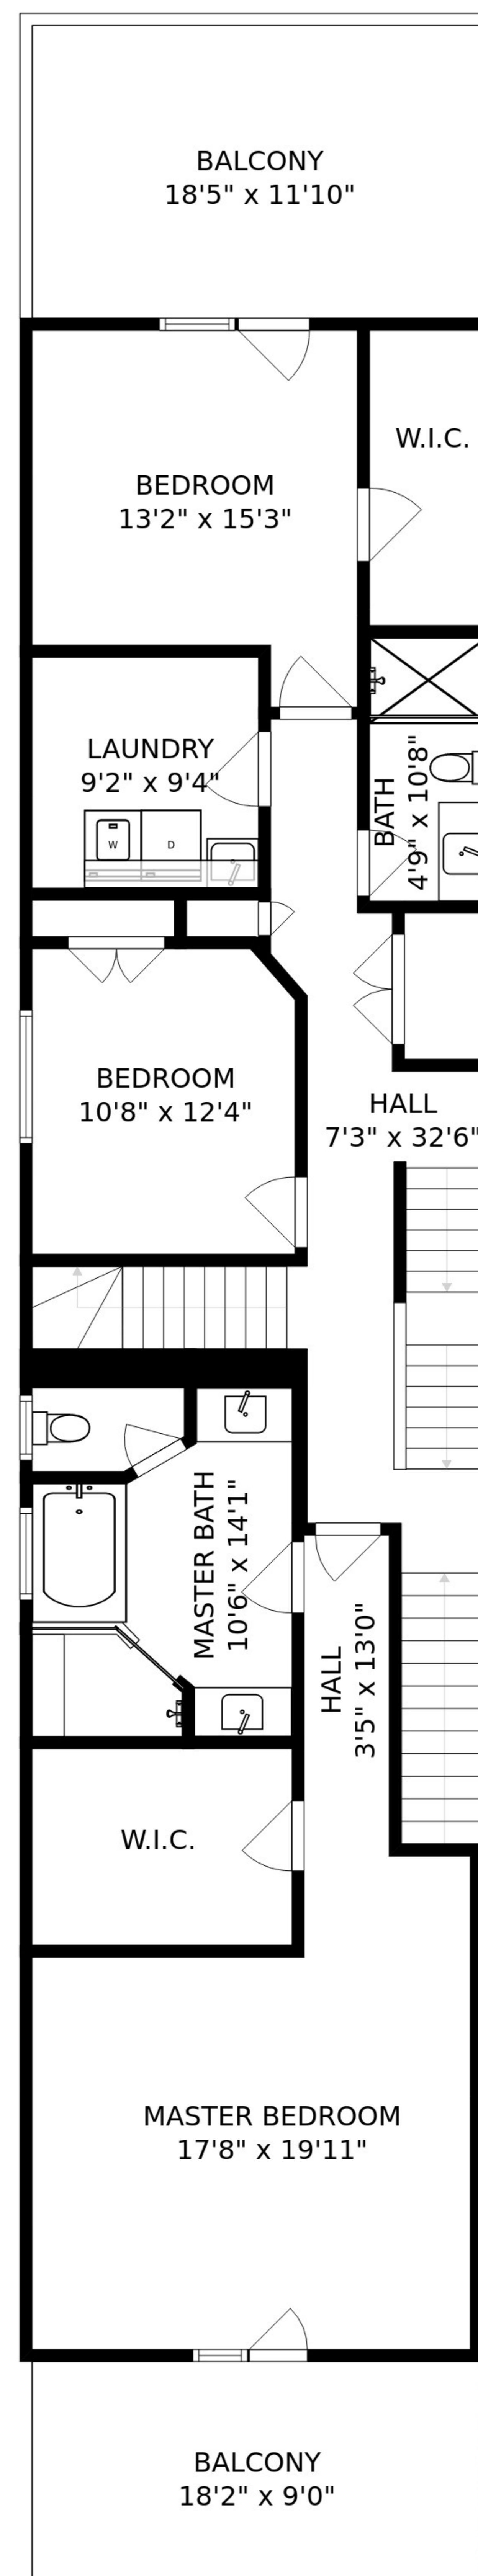 BALCONY
18'5" x 11'10"
W.I.C.
BEDROOM
13'2" x 15'3"
LAUNDRY
9'2" x 9'4"
W
D
BATH
4'9" x 10'8"
BEDROOM
10'8" x 12'4"
HALL
7'3" x 32'6"
MASTER BATH
10'6" x 14'1"
HALL
3'5" x 13'0"
W.I.C.
MASTER BEDROOM
17'8" x 19'11"
BALCONY
18'2" x 9'0"